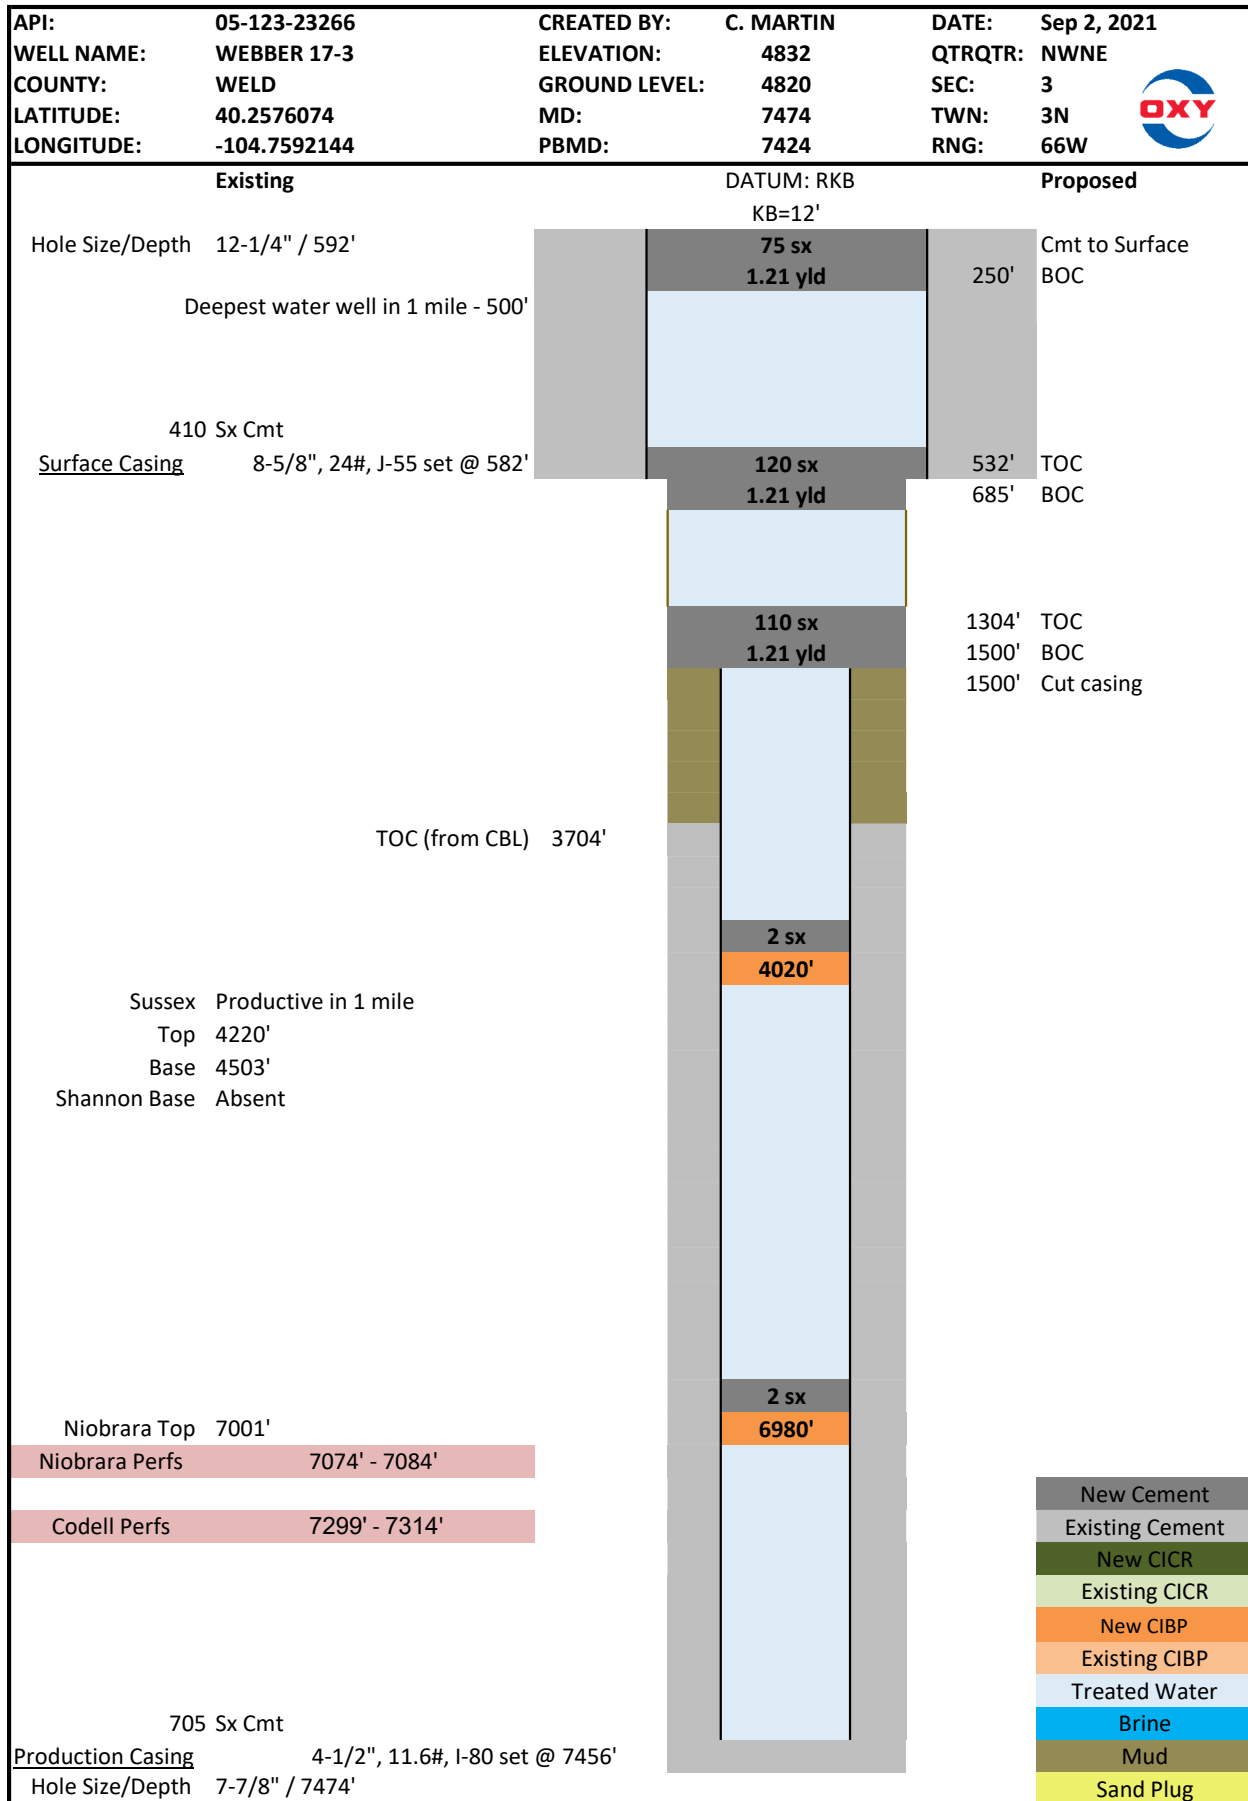 API: 05-123-23266 CREATED BY: C. MARTIN DATE: Sep 2, 2021
WELL NAME: WEBBER 17-3 ELEVATION: 4832 QTRQTR: NWNE
COUNTY: WELD GROUND LEVEL: 4820 SEC: 3
LATITUDE: 40.2576074 MD: 7474 TWN: 3N
LONGITUDE: -104.7592144 PBMD: 7424 RNG: 66W
OXY
Existing DATUM: RKB Proposed
KB=12'
Hole Size/Depth 12-1/4" / 592' 75 sx Cmt to Surface
1.21 yld 250' BOC
Deepest water well in 1 mile - 500'
410 Sx Cmt
Surface Casing 8-5/8", 24#, J-55 set @ 582' 120 sx 532' TOC
1.21 yld 685' BOC
110 sx 1304' TOC
1.21 yld 1500' BOC
1500' Cut casing
TOC (from CBL) 3704'
2 sx
4020'
Sussex Productive in 1 mile
Top 4220'
Base 4503'
Shannon Base Absent
2 sx
Niobrara Top 7001' 6980'
Niobrara Perfs 7074' - 7084'
New Cement
Codell Perfs 7299' - 7314' Existing Cement
New CICR
Existing CICR
New CIBP
Existing CIBP
Treated Water
705 Sx Cmt Brine
Production Casing 4-1/2", 11.6#, I-80 set @ 7456' Mud
Hole Size/Depth 7-7/8" / 7474' Sand Plug